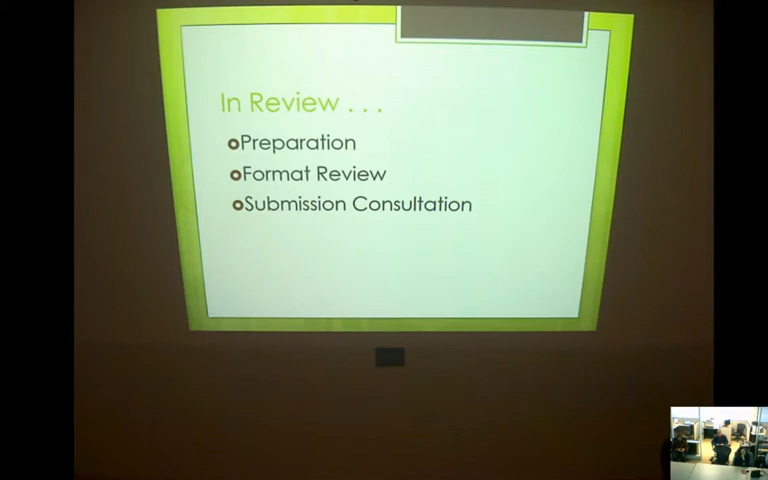 In Review . . .
Preparation
Format Review
Submission Consultation